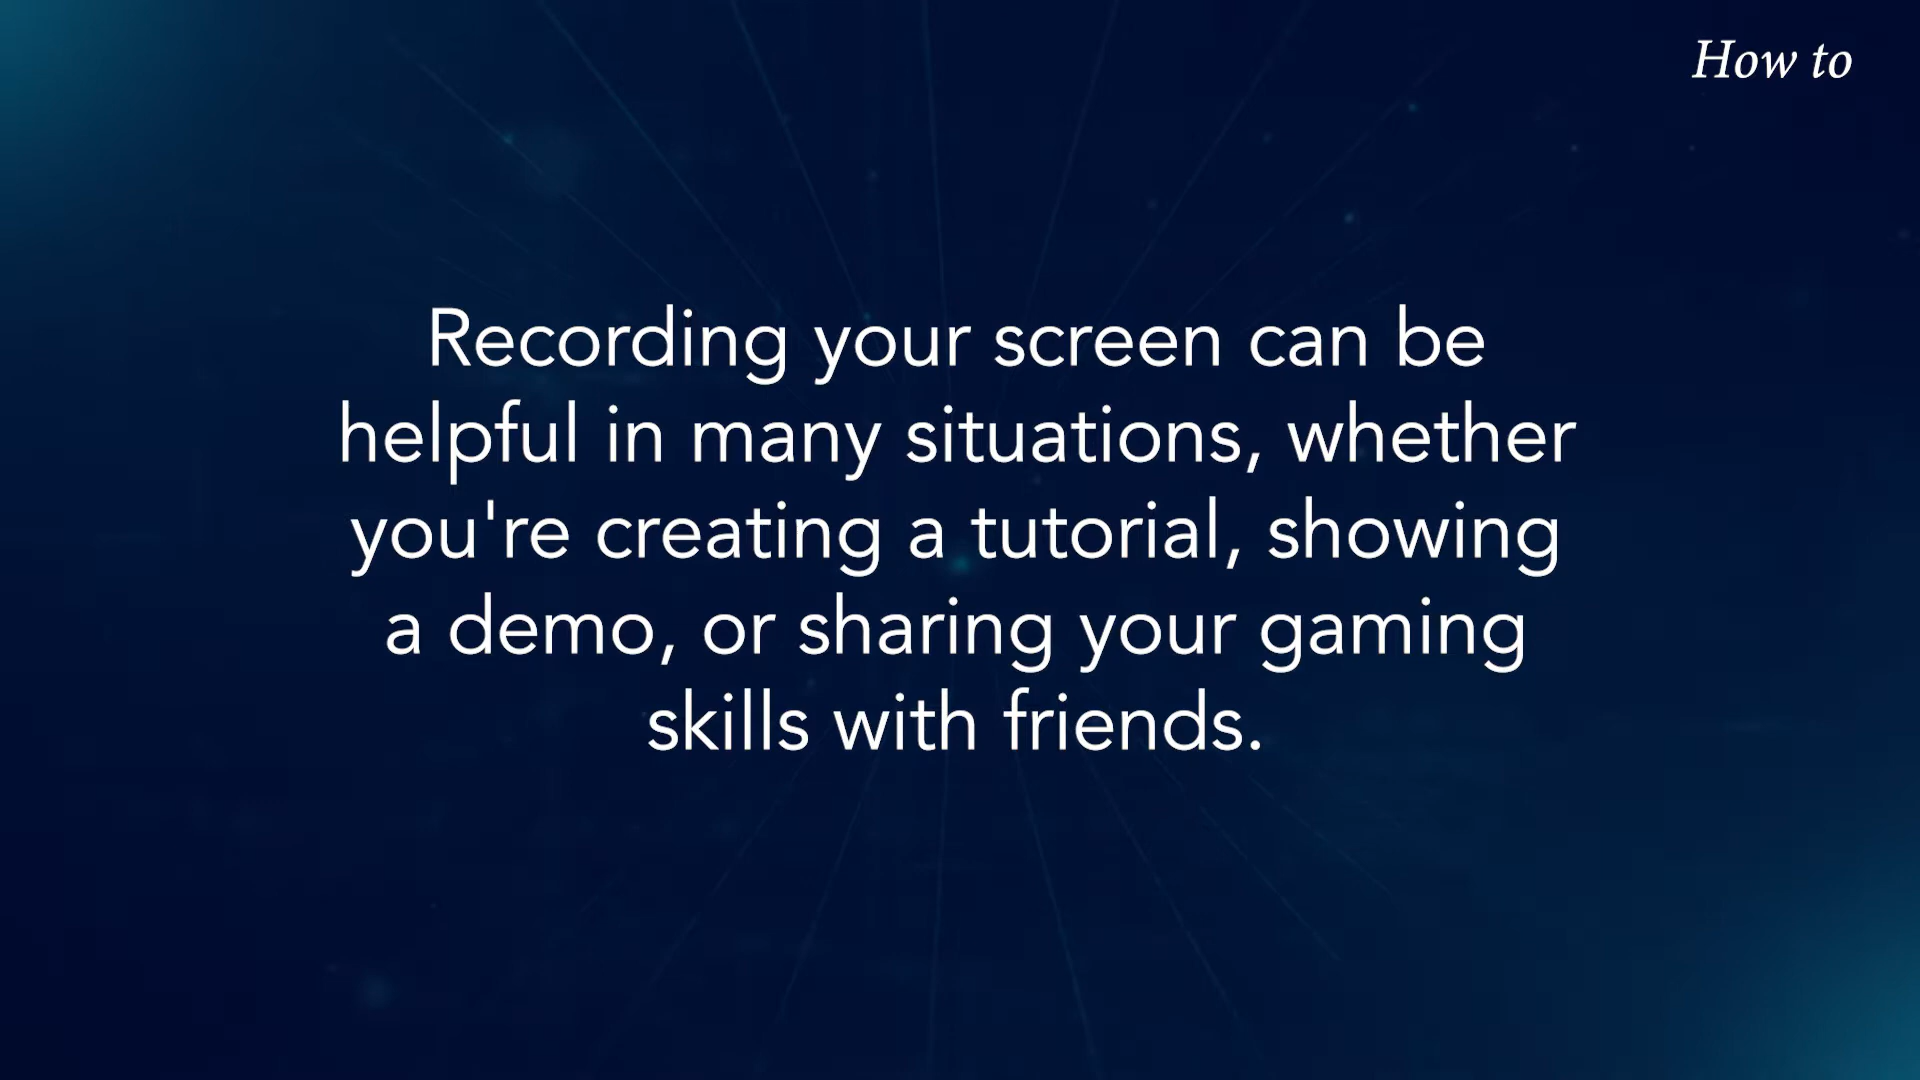 How to
Recording your screen can be
helpful in many situations, whether
you're creating a tutorial, showing
a demo, or sharing your gaming
skills with friends.